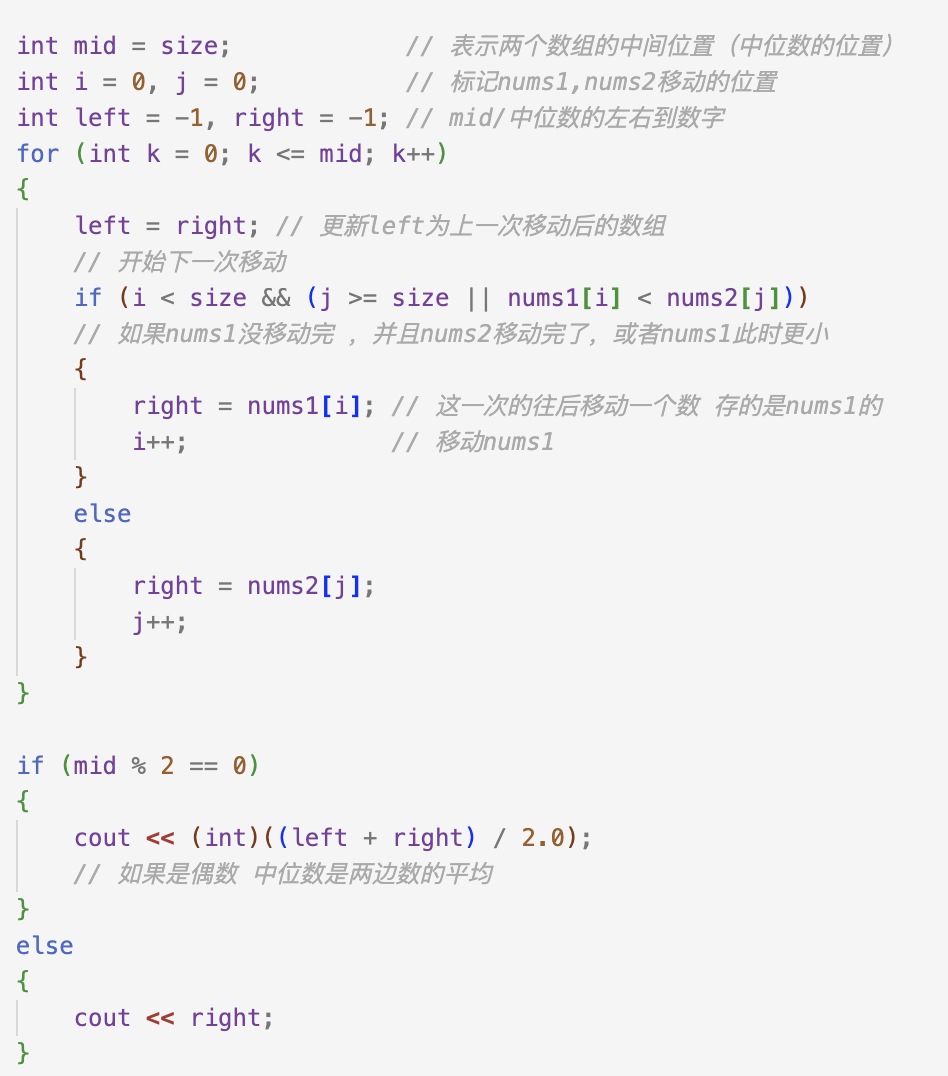 int mid = size;            // 表示两个数组的中间位置（中位数的位置）
int i = 0, j = 0;          // 标记nums1,nums2移动的位置
int left = -1, right = -1; // mid/中位数的左右到数字
for (int k = 0; k <= mid; k++)
{
    left = right; // 更新left为上一次移动后的数组
    // 开始下一次移动
    if (i < size && (j >= size || nums1[i] < nums2[j]))
    // 如果nums1没移动完 ，并且nums2移动完了，或者nums1此时更小
    {
        right = nums1[i]; // 这一次的往后移动一个数 存的是nums1的
        i++;              // 移动nums1
    }
    else
    {
        right = nums2[j];
        j++;
    }
}
if (mid % 2 == 0)
{
    cout << (int)((left + right) / 2.0);
    // 如果是偶数 中位数是两边数的平均
}
else
{
    cout << right;
}